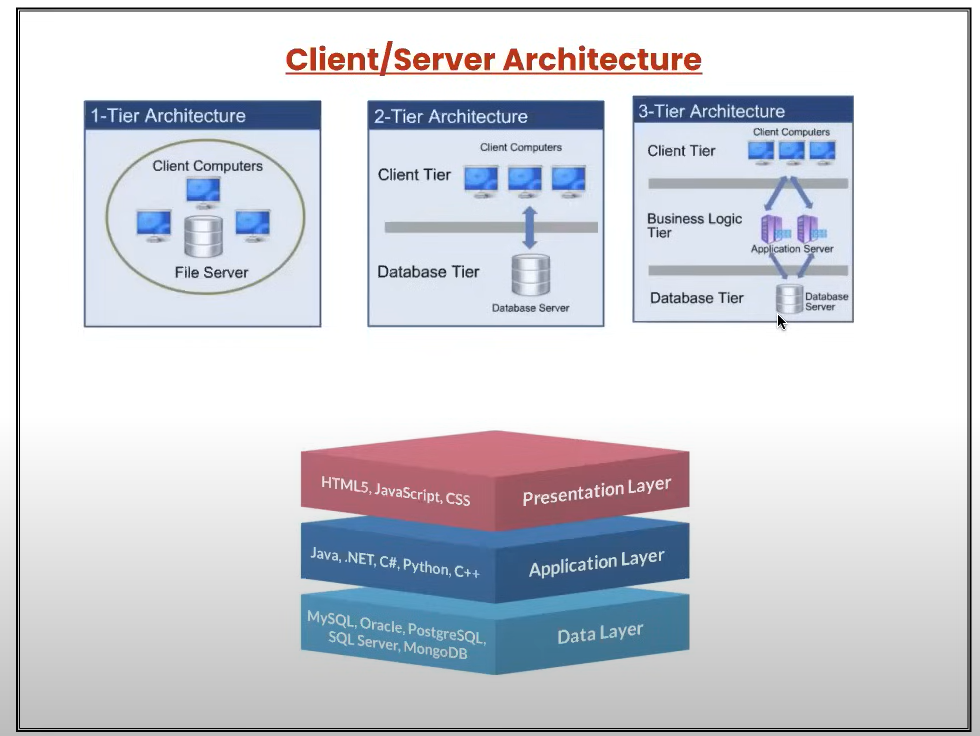 Client/Server Architecture
1-Tier Architecture
Client Computers
File Server
2-Tier Architecture
Client Computers
Client Tier
Database Tier
Database Server
3-Tier Architecture
Client Computers
Client Tier
Business Logic
Tier
Application Server
Database Tier
Database
Server
HTML5, JavaScript, CSS
Presentation Layer
Java, .NET, C#, Python, C++
Application Layer
MySQL, Oracle, PostgreSQL,
SQL Server, MongoDB
Data Layer